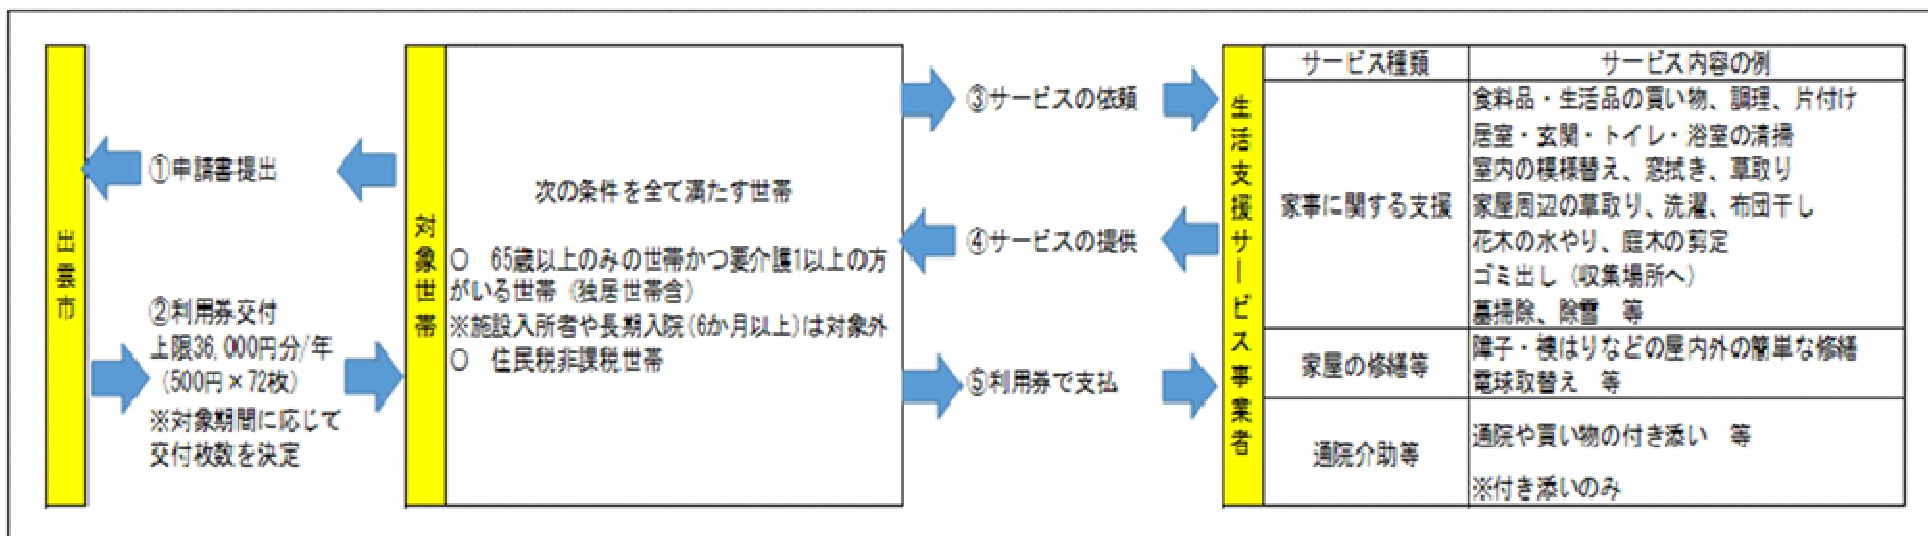 庄原市
①申請書提出
②利用券交付
上限36,000円分/年
(500円×72枚)
※対象期間に応じて
交付枚数を決定
対象世帯
次の条件を全て満たす世帯
○ 65歳以上のみの世帯かつ要介護1以上の方
がいる世帯(独居世帯含)
※施設入所者や長期入院(6か月以上)は対象外
○ 住民税非課税世帯
③サービスの依頼
④サービスの提供
⑤利用券で支払
生活支援サービス事業者
サービス種類
サービス内容の例
家事に関する支援
食料品・生活品の買い物、調理、片付け
居室・玄関・トイレ・浴室の清掃
室内の模様替え、窓拭き、草取り
家屋周辺の草取り、洗濯、布団干し
花木の水やり、庭木の剪定
ゴミ出し(収集場所へ)
墓掃除、除雪 等
家屋の修繕等
障子・襖はりなどの屋内外の簡単な修繕
電球取替え 等
通院介助等
通院や買い物の付き添い 等
※付き添いのみ